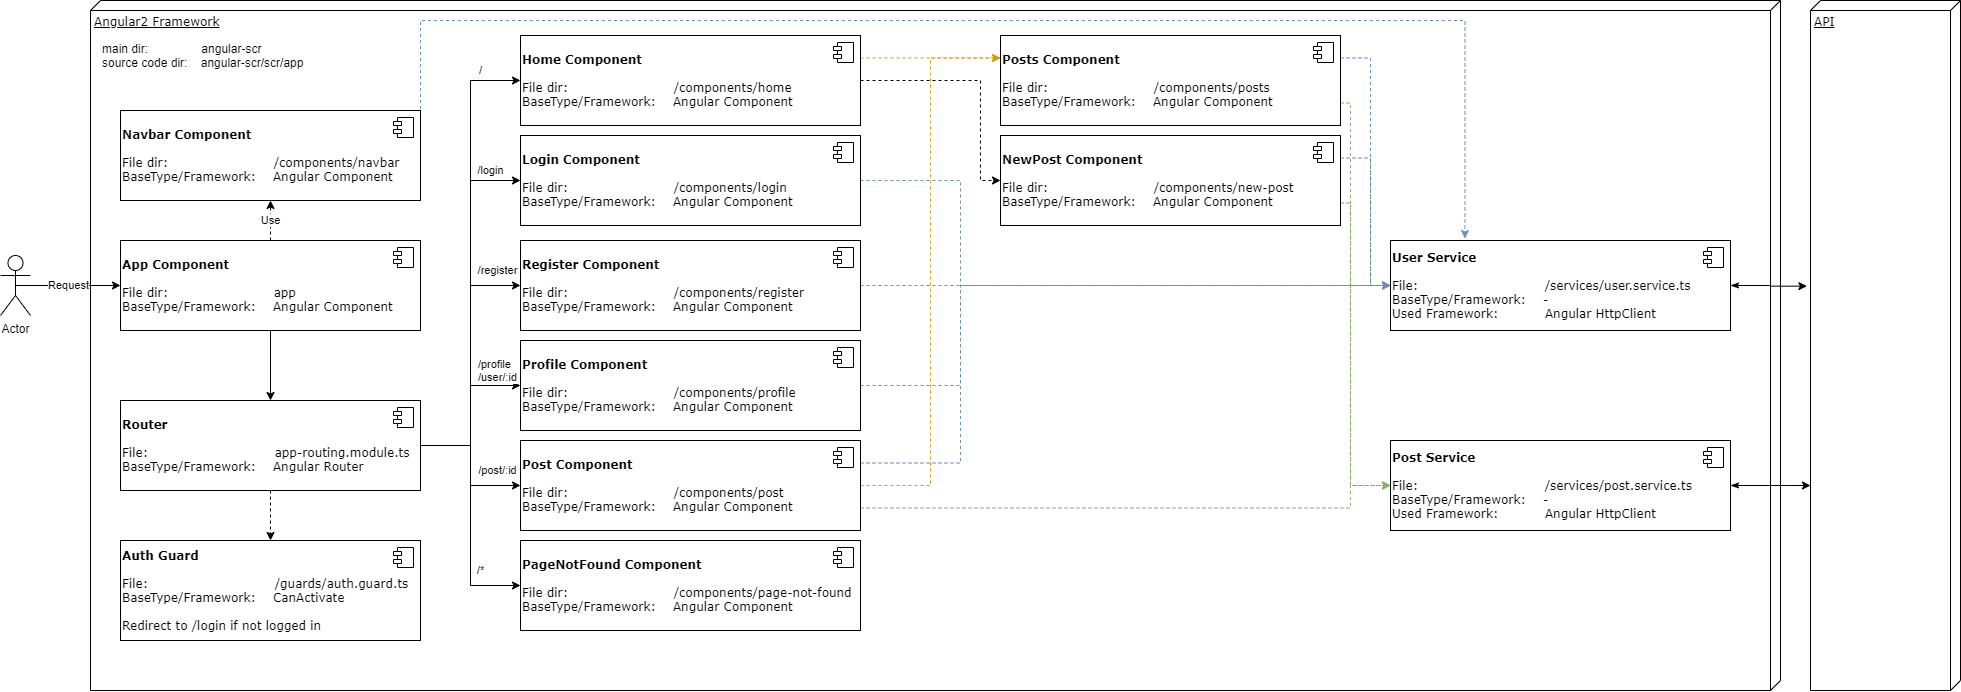 Angular2 Framework
main dir: angular-scr
source code dir: angular-scr/scr/app
Actor
Request
Navbar Component
File dir: /components/navbar
BaseType/Framework: Angular Component
Use
App Component
File dir: app
BaseType/Framework: Angular Component
Router
File: app-routing.module.ts
BaseType/Framework: Angular Router
Auth Guard
File: /guards/auth.guard.ts
BaseType/Framework: CanActivate
Redirect to /login if not logged in
/
Home Component
File dir: /components/home
BaseType/Framework: Angular Component
/login
Login Component
File dir: /components/login
BaseType/Framework: Angular Component
/register
Register Component
File dir: /components/register
BaseType/Framework: Angular Component
/profile
/user/:id
Profile Component
File dir: /components/profile
BaseType/Framework: Angular Component
/post/:id
Post Component
File dir: /components/post
BaseType/Framework: Angular Component
/*
PageNotFound Component
File dir: /components/page-not-found
BaseType/Framework: Angular Component
Posts Component
File dir: /components/posts
BaseType/Framework: Angular Component
NewPost Component
File dir: /components/new-post
BaseType/Framework: Angular Component
User Service
File: /services/user.service.ts
BaseType/Framework: -
Used Framework: Angular HttpClient
Post Service
File: /services/post.service.ts
BaseType/Framework: -
Used Framework: Angular HttpClient
API